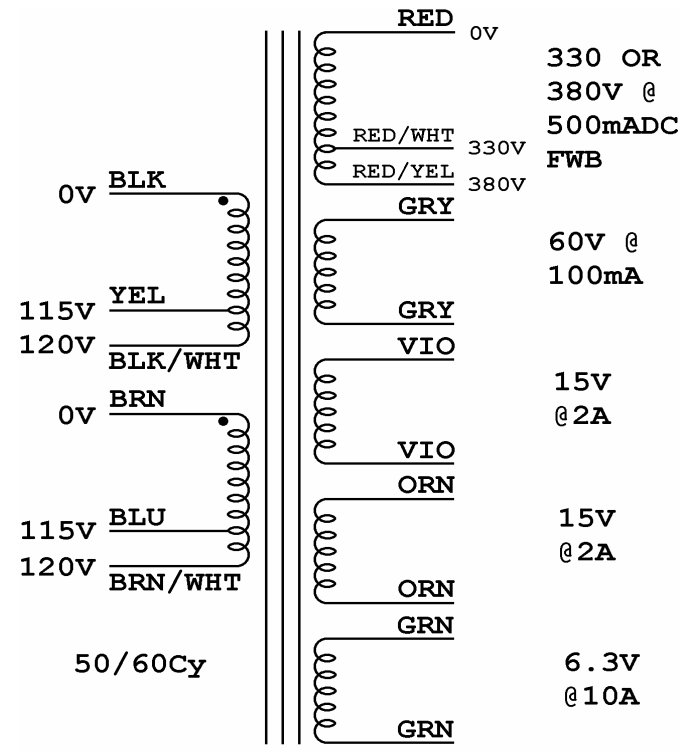 RED
0V
330 OR
380V @
500mADC
FWB
RED/WHT
330V
RED/YEL
380V
0V BLK
GRY
60V @
100mA
YEL
115V
GRY
120V
BLK/WHT
VIO
15V
@2A
BRN
0V
VIO
ORN
15V
@2A
BLU
115V
120V
BRN/WHT
ORN
GRN
50/60Cy
6.3V
@10A
GRN